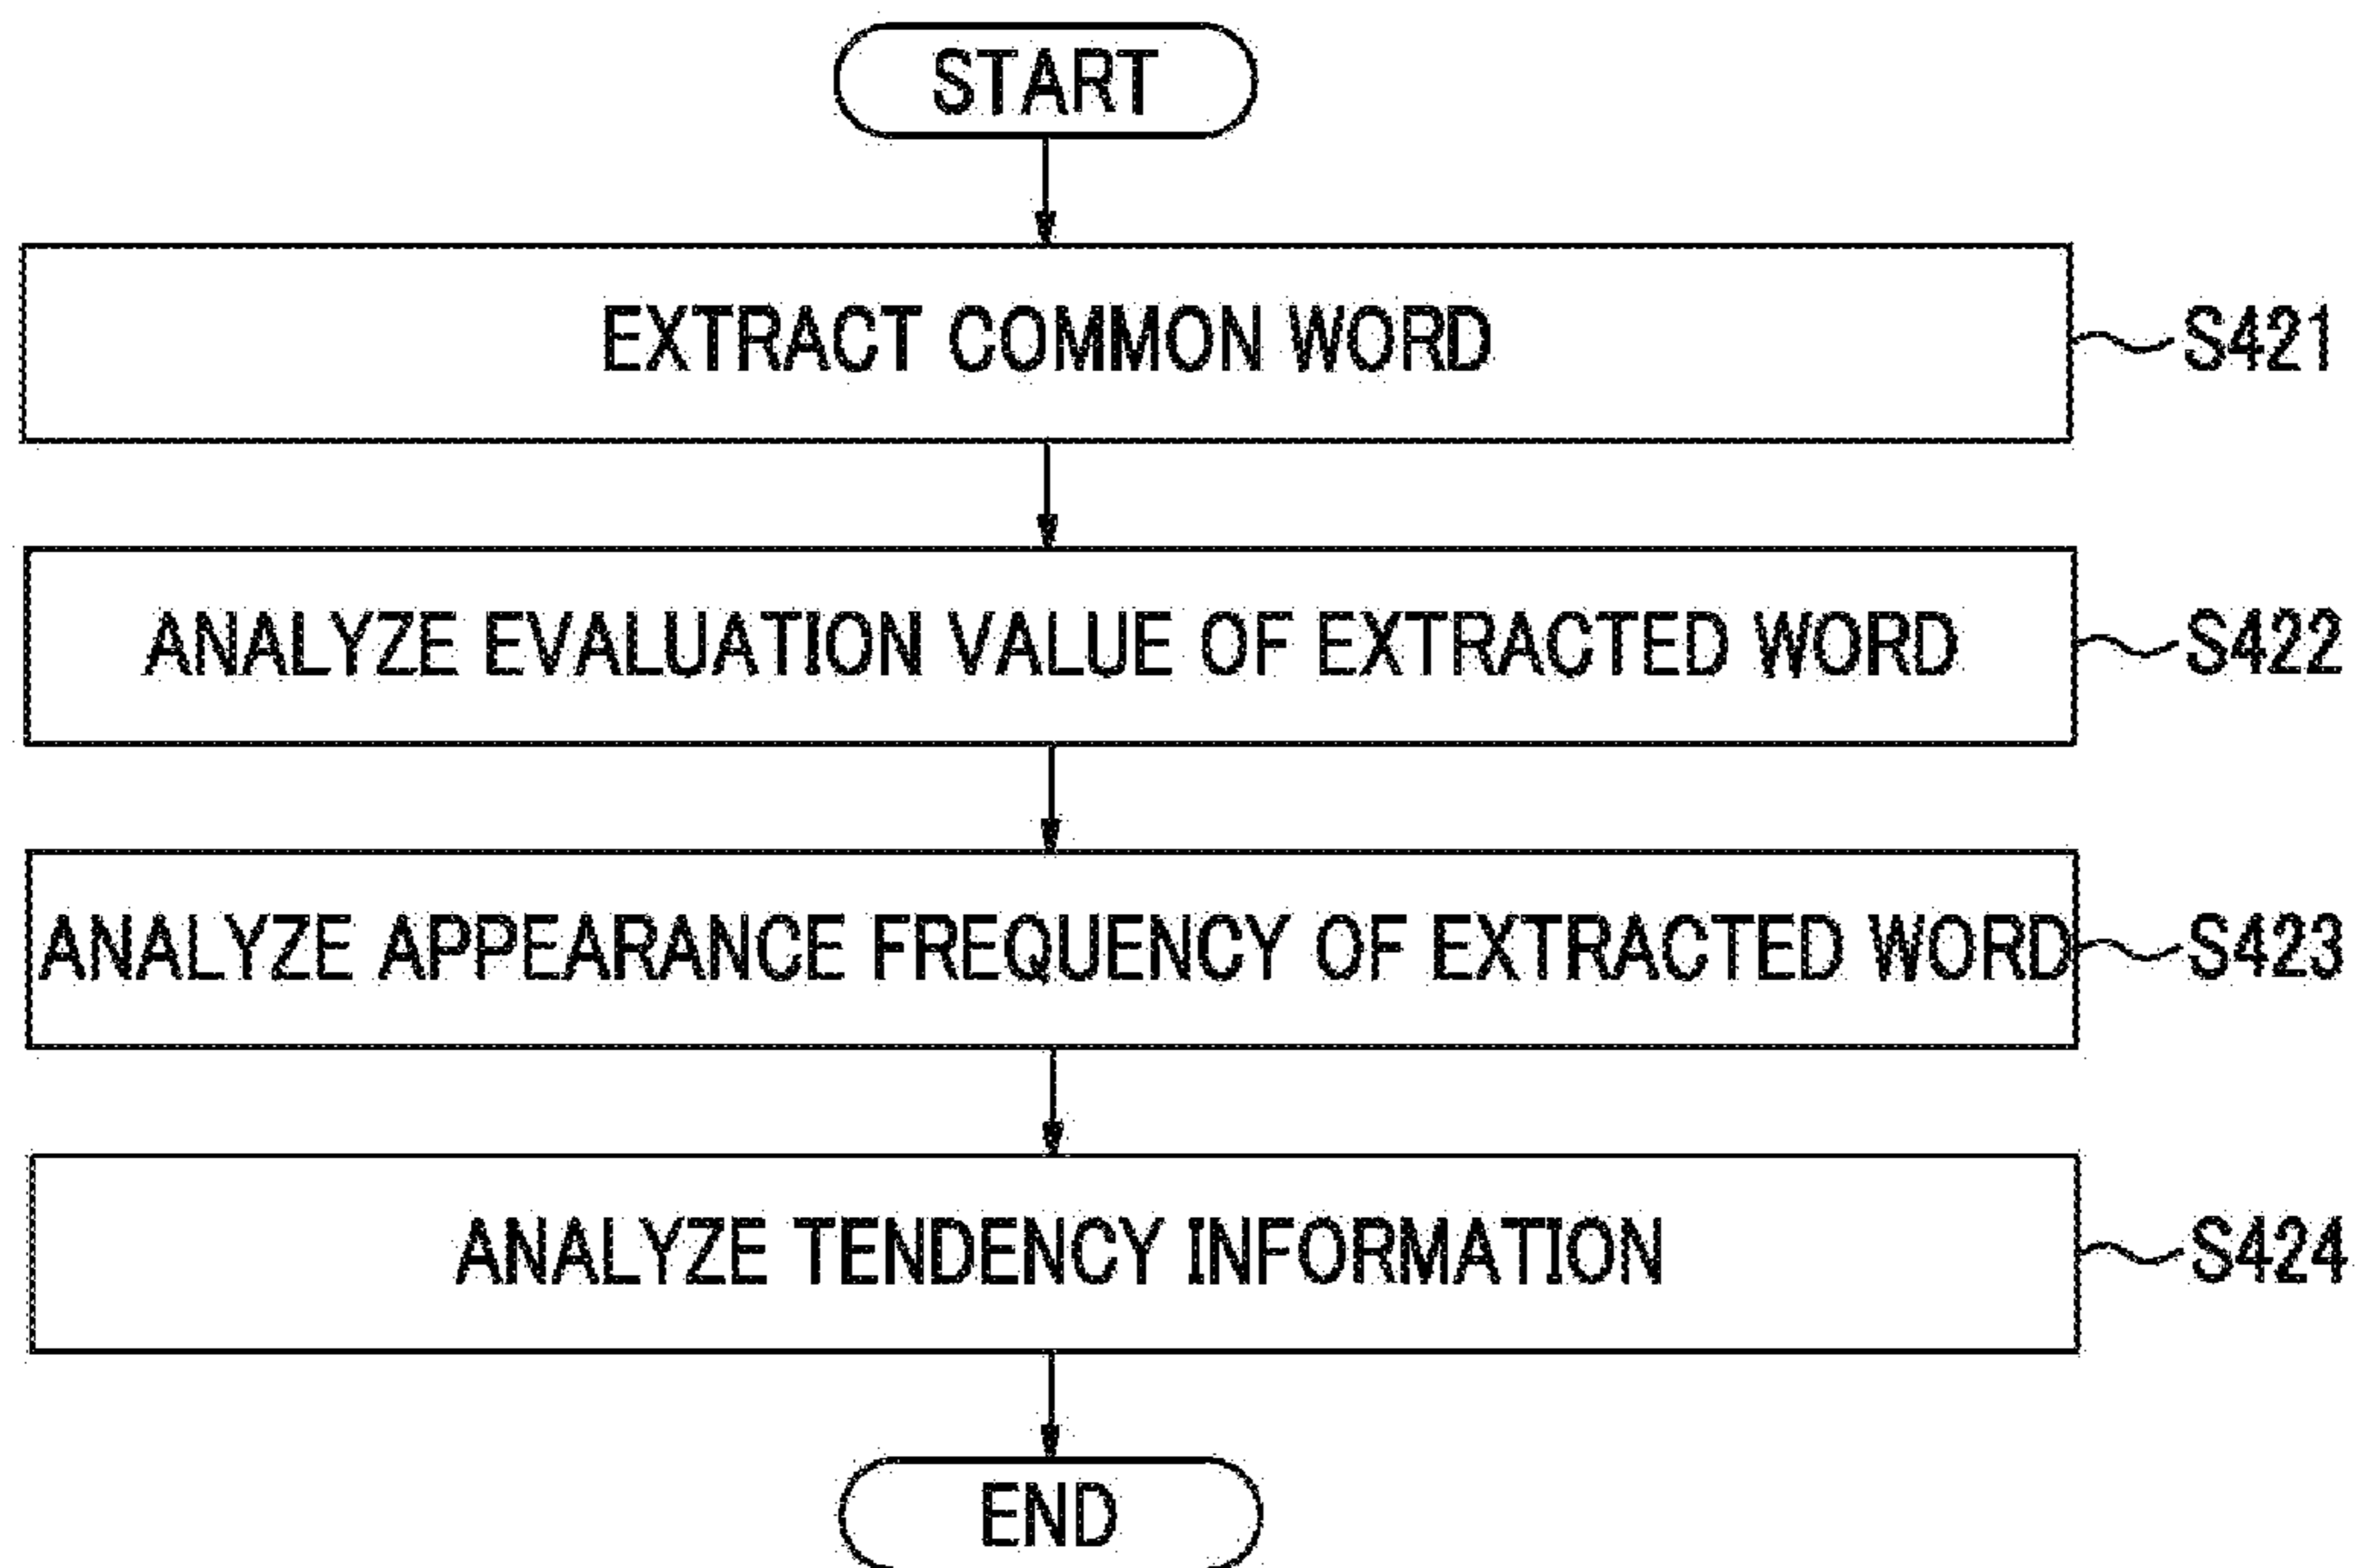 START
EXTRACT COMMON WORD
S421
ANALYZE EVALUATION VALUE OF EXTRACTED WORD
S422
ANALYZE APPEARANCE FREQUENCY OF EXTRACTED WORD
S423
ANALYZE TENDENCY INFORMATION
S424
END